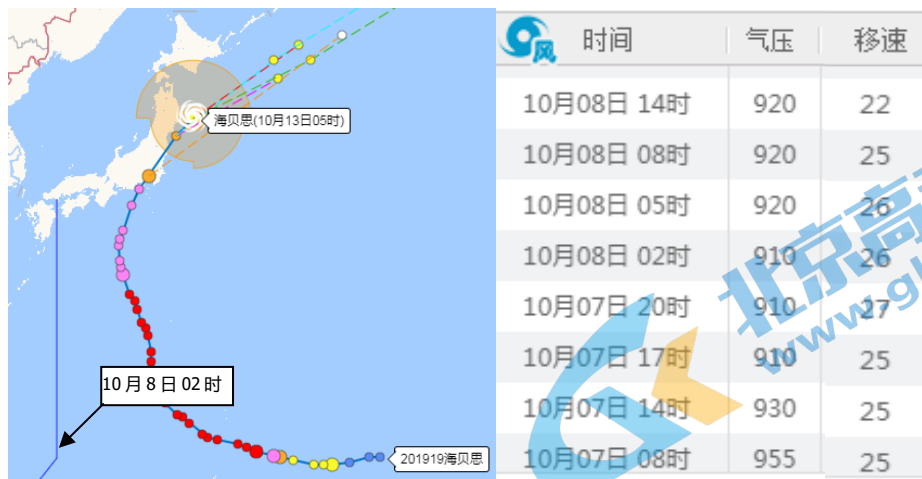 海贝思(10月13日05时)
10月8日02时
201919海贝思
风 时间 气压 移速
10月08日 14时 920 22
10月08日 08时 920 25
10月08日 05时 920 26
10月08日 02时 910 26
10月07日 20时 910 27
10月07日 17时 910 25
10月07日 14时 930 25
10月07日 08时 955 25
北京高
www.g